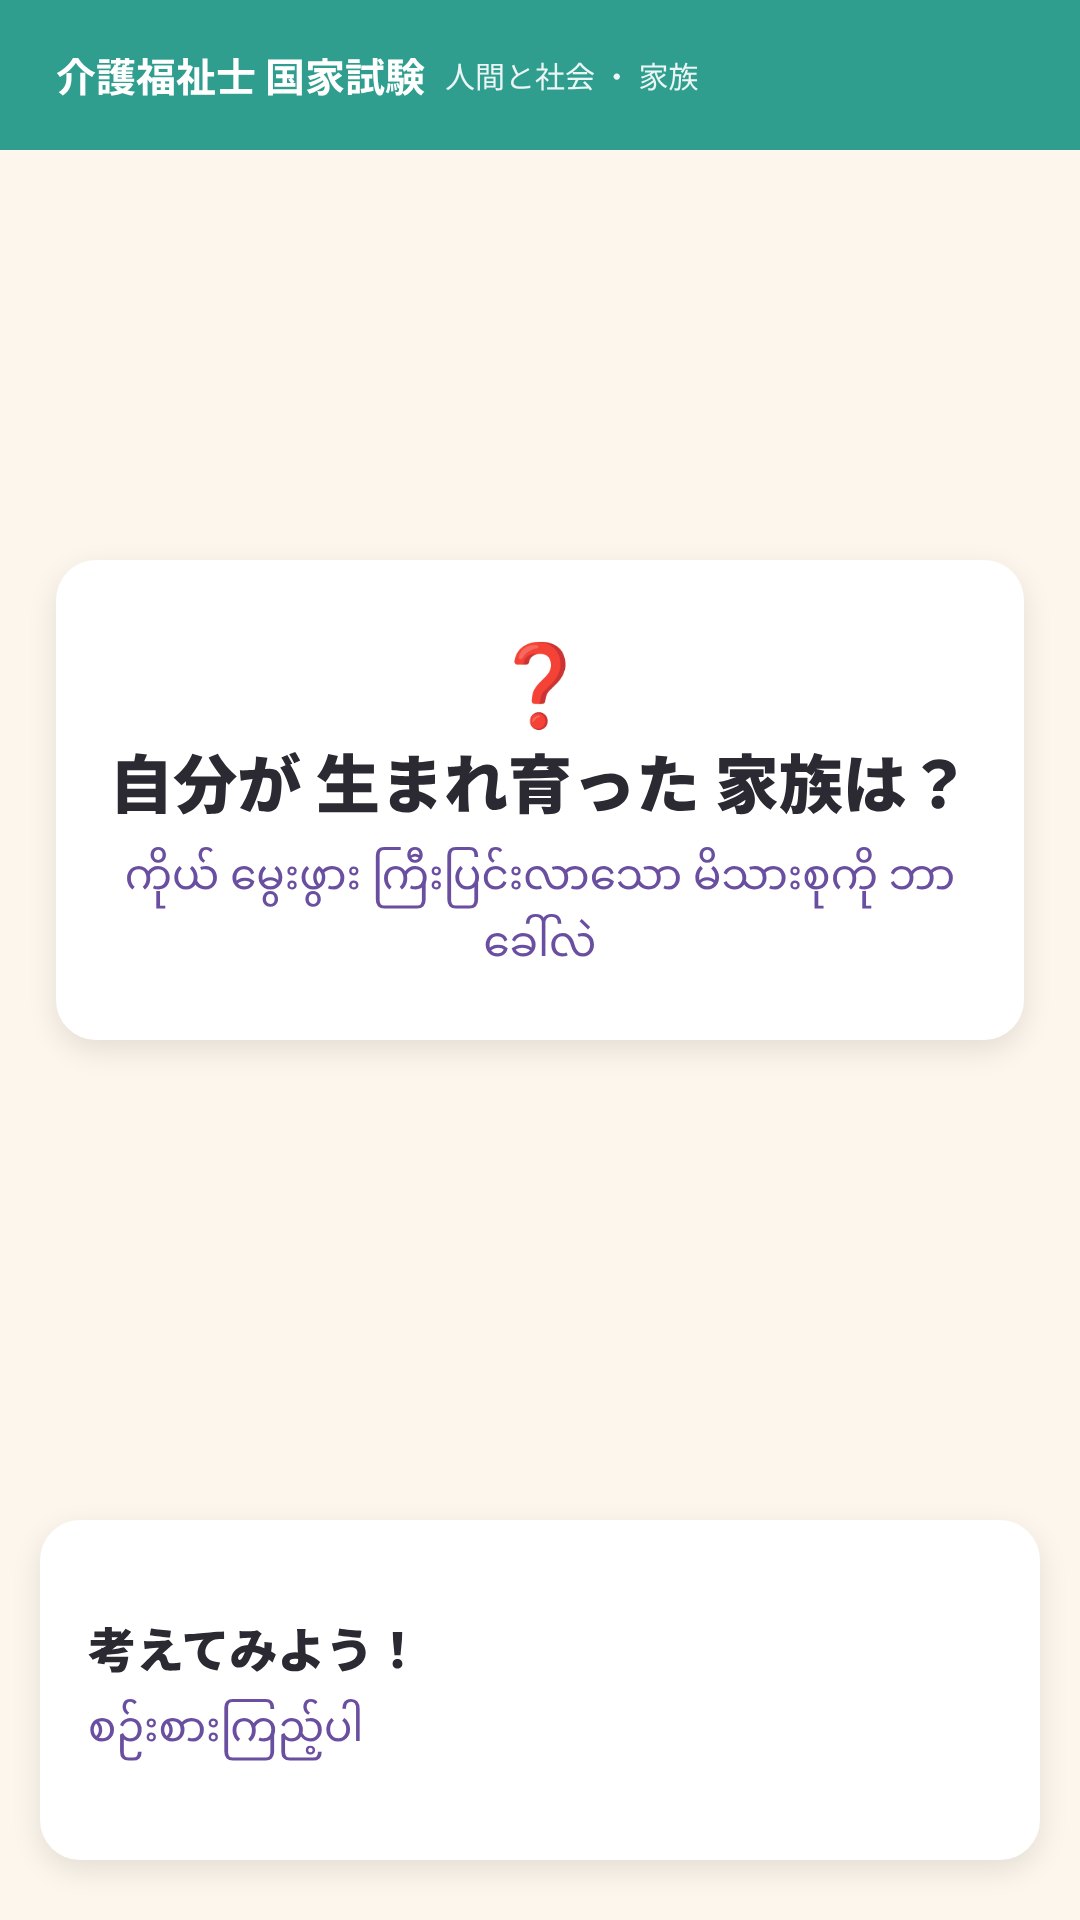 介護福祉士 国家試験 人間と社会 ・ 家族
❓
自分が 生まれ育った 家族は？
ကိုယ် မွေးဖွား ကြီးပြင်းလာသော မိသားစုကို ဘာ
ခေါ်လဲ
考えてみよう！
စဉ်းစားကြည့်ပါ